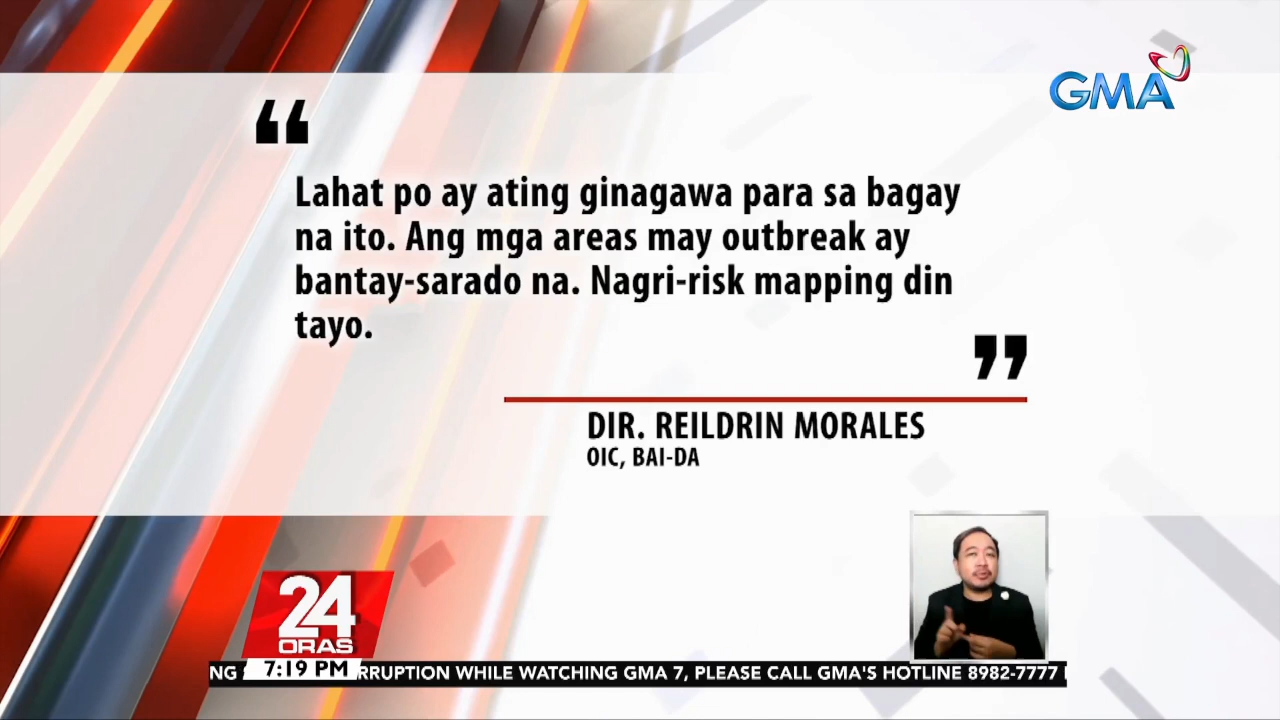 GMA
“
Lahat po ay ating ginagawa para sa bagay
na ito. Ang mga areas may outbreak ay
bantay-sarado na. Nagri-risk mapping din
tayo.
”
DIR. REILDRIN MORALES
OIC, BAI-DA
24
ORAS
7:19 PM
NG RRUPTION WHILE WATCHING GMA 7, PLEASE CALL GMA'S HOTLINE 8982-7777